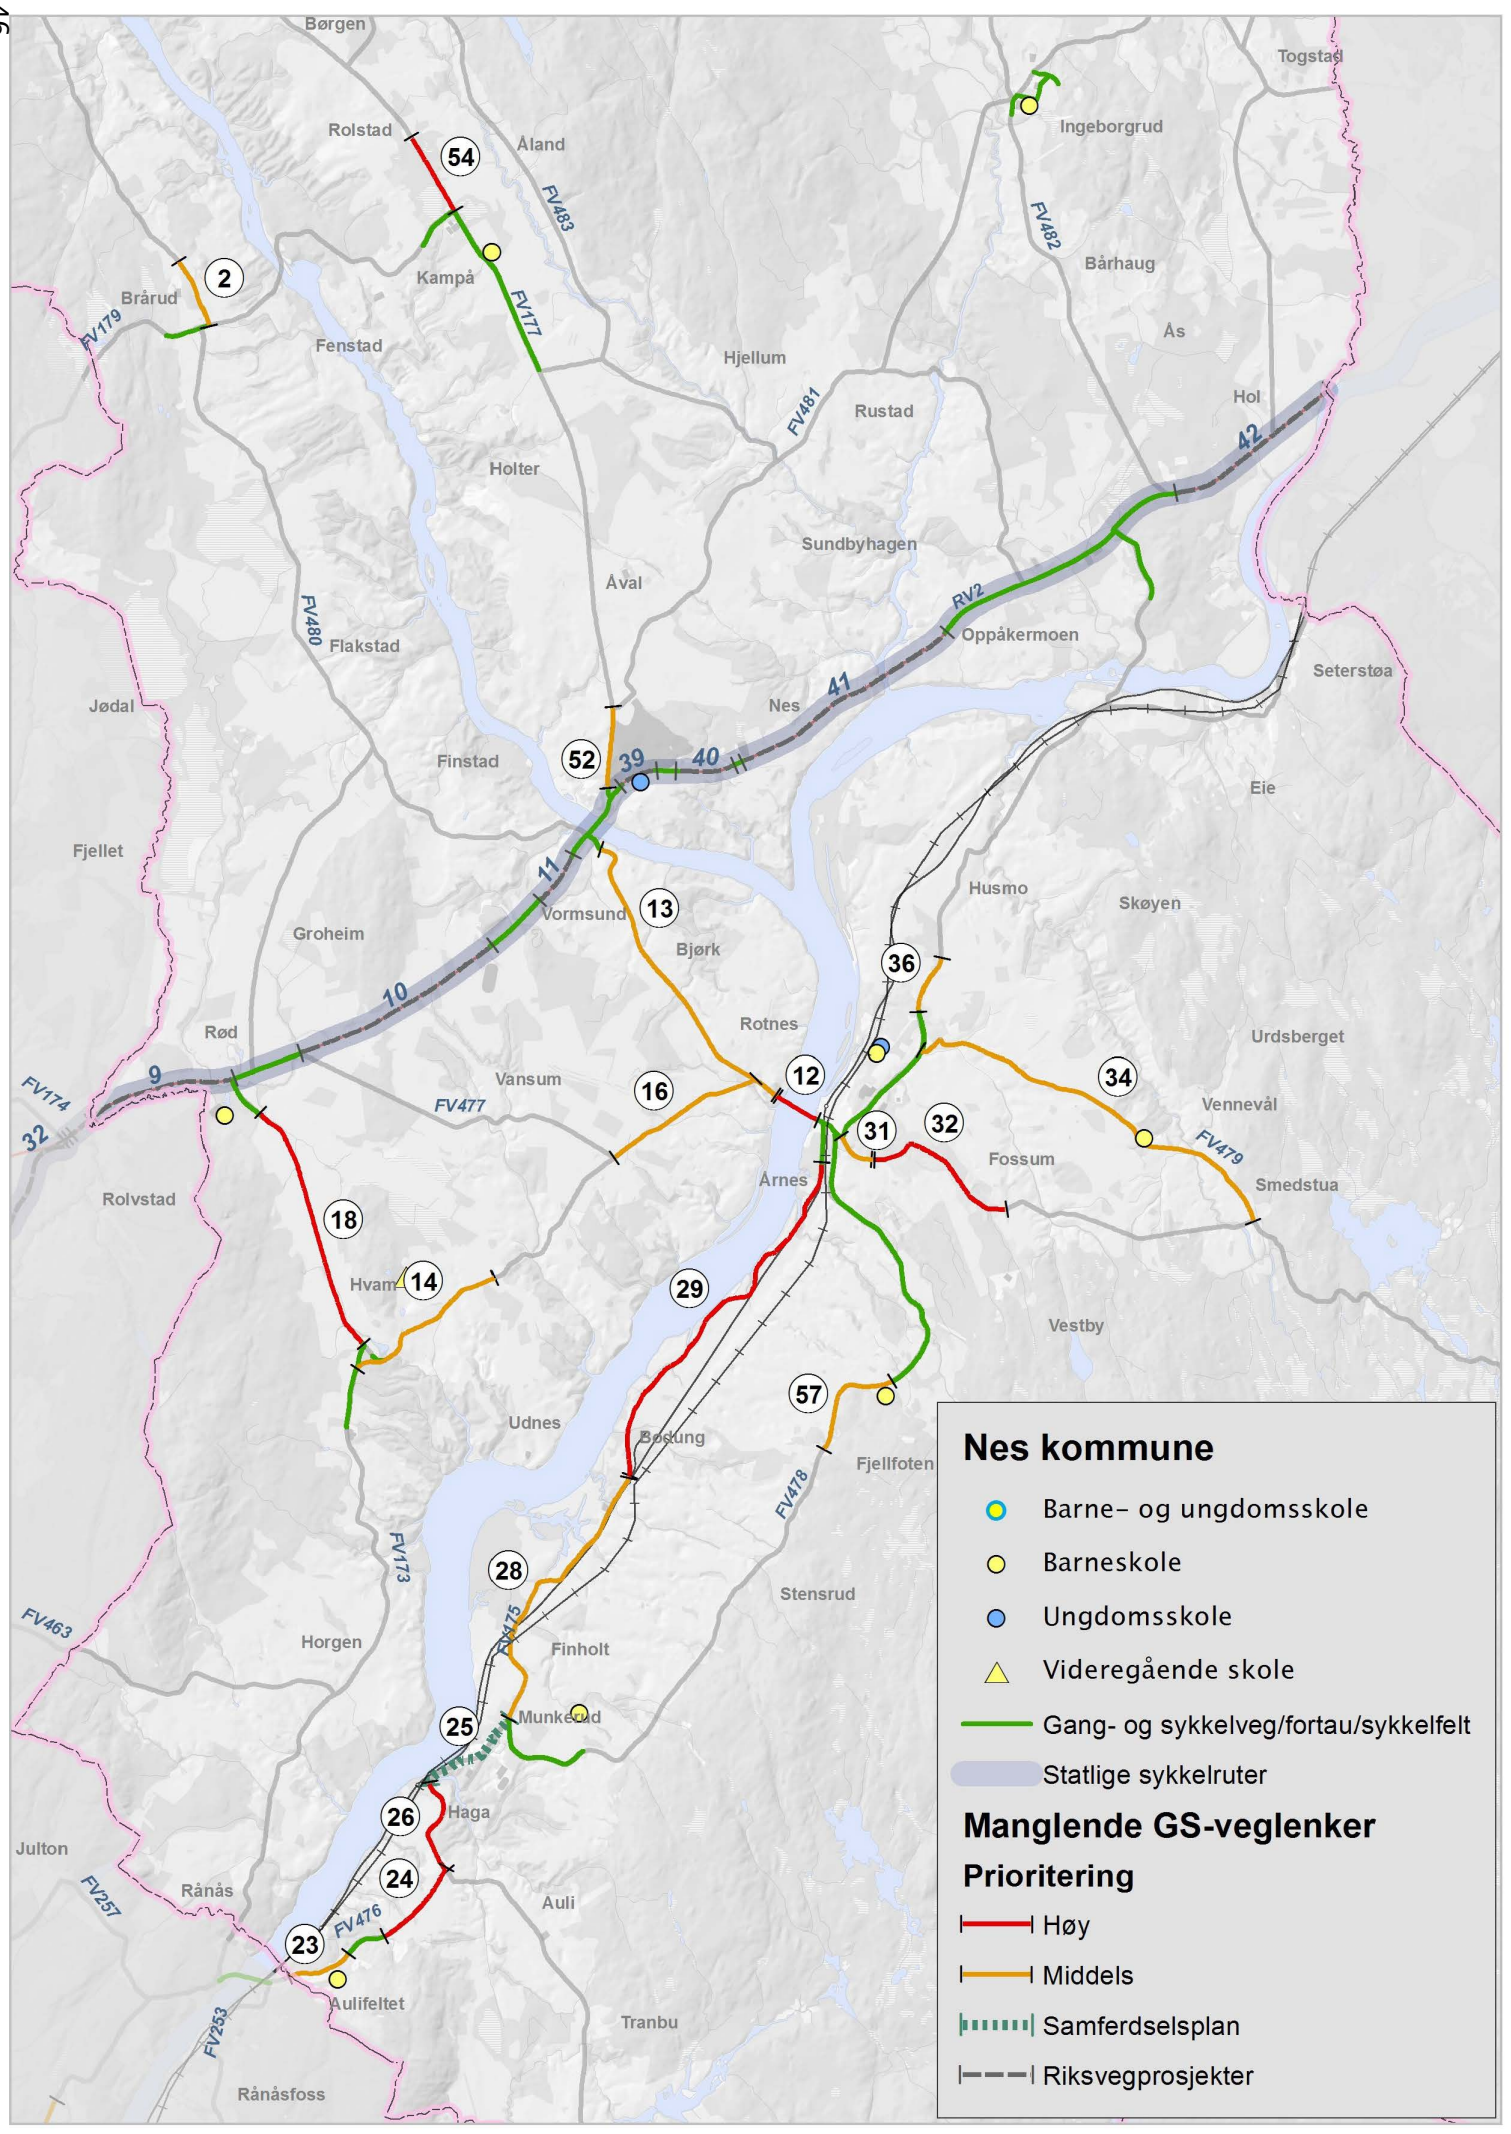 Børgen
Togstad
Rolstad
54
Åland
Ingeborgrud
FV483
FV482
Kampå
2
Brårud
FV177
Bårhaug
FV179
Fenstad
Hjellum
Ås
FV481
Rustad
Hol
42
Holter
Sundbyhagen
Åval
RV2
FV480
Flakstad
Oppåkermoen
Seterstøa
Jødal
41
Nes
Finstad
52
39
40
Eie
Fjellet
11
Husmo
Vormsund
13
Skøyen
Groheim
Bjørk
36
10
Rød
Rotnes
Urdsberget
9
Vansum
16
12
34
FV174
FV477
Vennevål
32
31
32
Fossum
FV479
Rolvstad
Årnes
Smedstua
18
Hvam
14
29
Vestby
57
Udnes
Bodung
Fjellfoten
FV478
FV173
28
Stensrud
FV463
FV175
Horgen
Finholt
25
Munkerud
26
Haga
Julton
24
Rånås
Auli
FV257
FV476
23
Aulifeltet
FV253
Tranbu
Rånåsfoss
Nes kommune
Barne- og ungdomsskole
Barneskole
Ungdomsskole
Videregående skole
Gang- og sykkelveg/fortau/sykkelfelt
Statlige sykkelruter
Manglende GS-veglenker
Prioritering
Høy
Middels
Samferdselsplan
Riksvegprosjekter